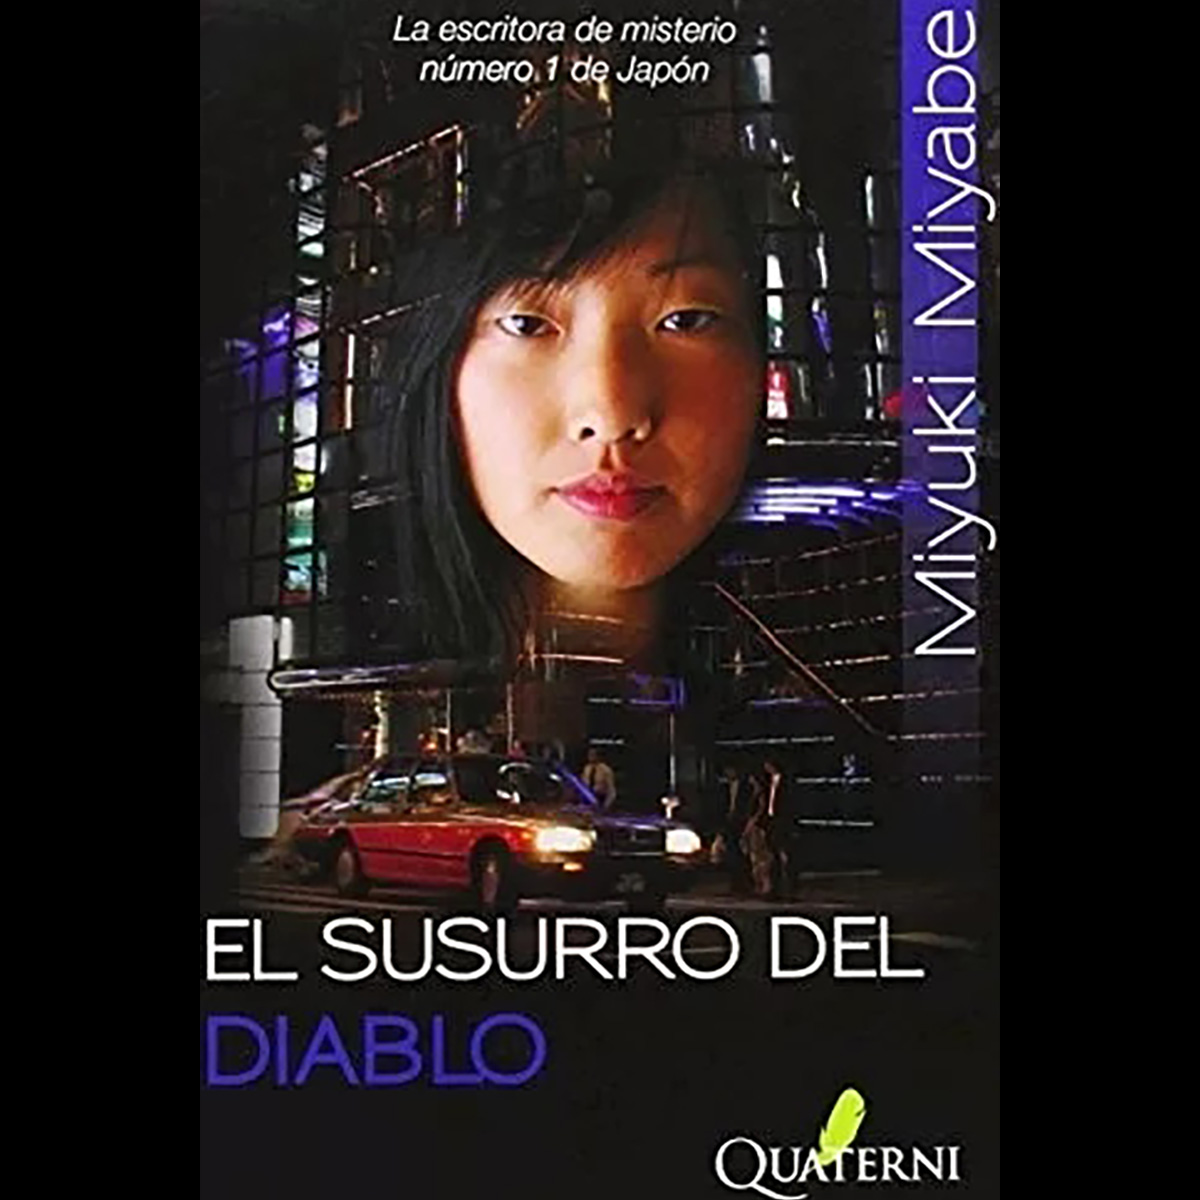 La escritora de misterio
número 1 de Japón
Miyuki Miyabe
EL SUSURRO DEL
DIABLO
QUATERNI